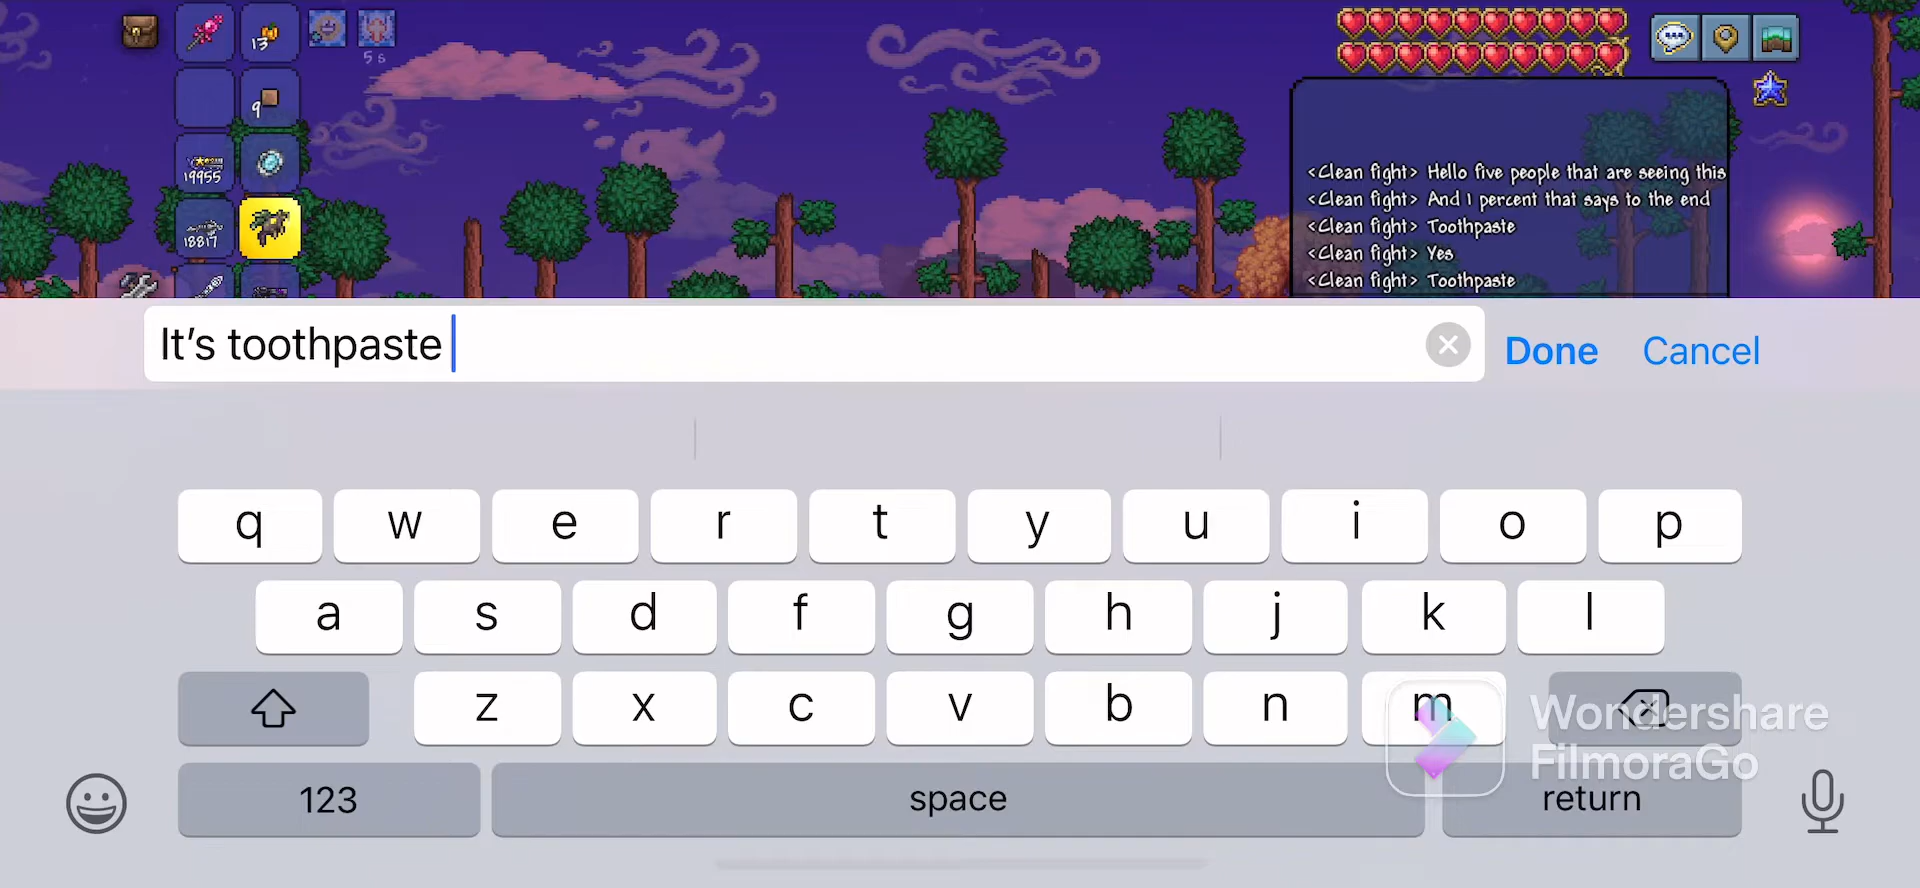 13
5 s
9
19955
18817
<Clean fight> Hello five people that are seeing this
<Clean fight> And 1 percent that says to the end
<Clean fight> Toothpaste
<Clean fight> Yes
<Clean fight> Toothpaste
It’s toothpaste
Done
Cancel
q w e r t y u i o p
a s d f g h j k l
z x c v b n m
Wondershare
FilmoraGo
123
space
return